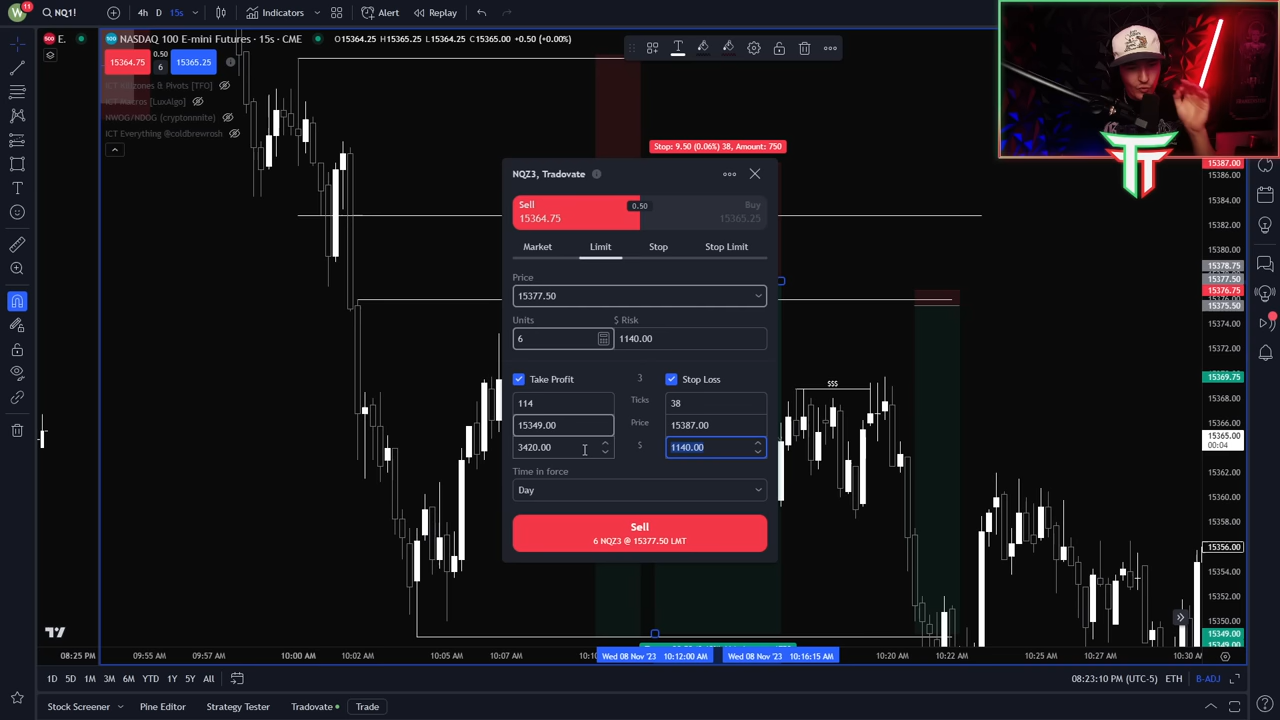 W
11
NQ1!
4h D 15s
Indicators
Alert
Replay
500 E.
100 NASDAQ 100 E-mini Futures · 15s · CME
O15364.25 H15365.25 L15364.25 C15365.00 +0.50 (+0.00%)
15364.75
0.50
6
15365.25
NWOG/NDOG (cryptonnnite)
ICT Everything @coldbrewrosh
Stop: 9.50 (0.06%) 38, Amount: 750
NQZ3, Tradovate
Sell
15364.75
0.50
Buy
15365.25
Market
Limit
Stop
Stop Limit
Price
15377.50
Units
$ Risk
6
1140.00
Take Profit
3
Stop Loss
114
Ticks
38
15349.00
Price
15387.00
3420.00
$
1140.00
Time in force
Day
Sell
6 NQZ3 @ 15377.50 LMT
$$$
15387.00
15386.00
15384.00
15382.00
15380.00
15378.75
15377.50
15376.75
15375.50
15374.00
15372.00
15369.75
15368.00
15366.00
15365.00
00:04
15362.00
15360.00
15358.00
15356.00
15354.00
15352.00
15350.00
15349.00
08:25 PM
09:55 AM
09:57 AM
10:00 AM
10:02 AM
10:05 AM
10:07 AM
Wed 08 Nov '23 10:12:00 AM
Wed 08 Nov '23 10:16:15 AM
10:20 AM
10:22 AM
10:25 AM
10:27 AM
10:30 A
1D 5D 1M 3M 6M YTD 1Y 5Y All
08:23:10 PM (UTC-5)
ETH
B-ADJ
Stock Screener
Pine Editor
Strategy Tester
Tradovate
Trade